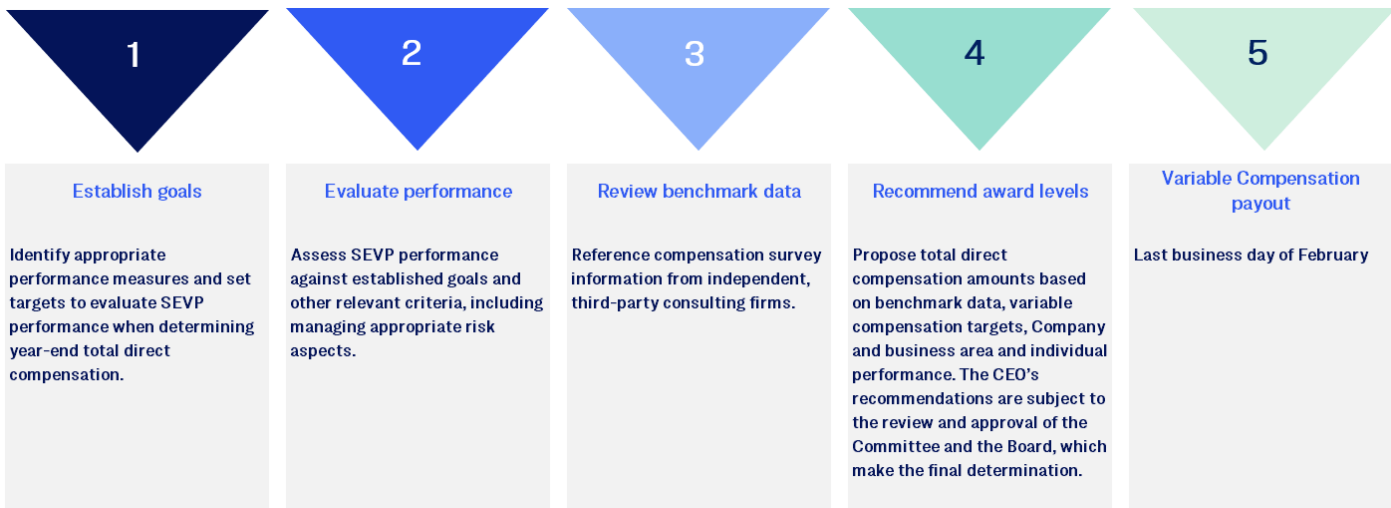 1
2
3
4
5
Establish goals
Identify appropriate
performance measures and set
targets to evaluate SEVP
performance when determining
year-end total direct
compensation.
Evaluate performance
Assess SEVP performance
against established goals and
other relevant criteria, including
managing appropriate risk
aspects.
Review benchmark data
Reference compensation survey
information from independent,
third-party consulting firms.
Recommend award levels
Propose total direct
compensation amounts based
on benchmark data, variable
compensation targets, Company
and business area and individual
performance. The CEO's
recommendations are subject to
the review and approval of the
Committee and the Board, which
make the final determination.
Variable Compensation
payout
Last business day of February